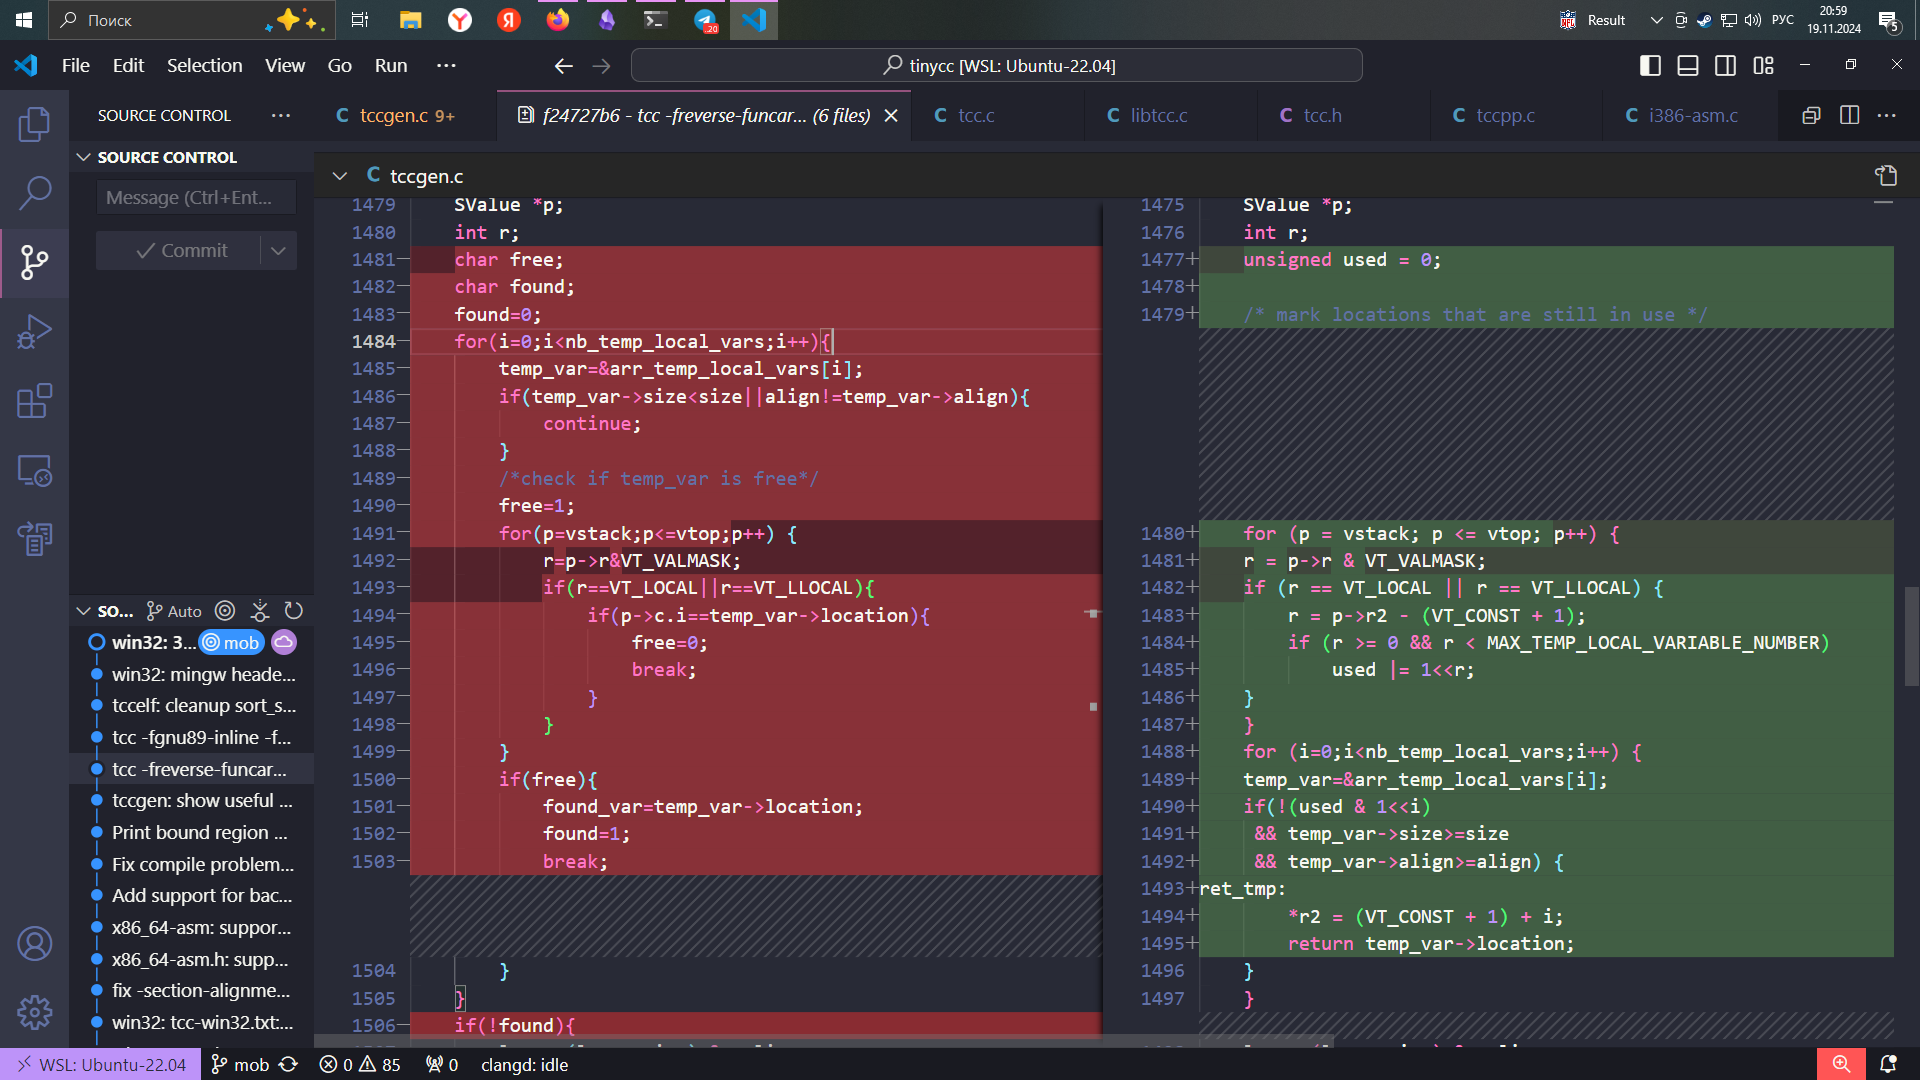 Поиск
.20
Result
РУС
20:59
19.11.2024
5
File Edit Selection View Go Run ···
tinycc [WSL: Ubuntu-22.04]
SOURCE CONTROL ···
C tccgen.c 9+
f24727b6 - tcc -freverse-funcar... (6 files)
C tcc.c
C libtcc.c
C tcc.h
C tccpp.c
C i386-asm.c
SOURCE CONTROL
Message (Ctrl+Ent...
Commit
C tccgen.c
1479 SValue *p;
1480 int r;
1481— char free;
1482— char found;
1483— found=0;
1484— for(i=0;i<nb_temp_local_vars;i++){
1485— temp_var=&arr_temp_local_vars[i];
1486— if(temp_var->size<size||align!=temp_var->align){
1487— continue;
1488— }
1489— /*check if temp_var is free*/
1490— free=1;
1491— for(p=vstack;p<=vtop;p++) {
1492— r=p->r&VT_VALMASK;
1493— if(r==VT_LOCAL||r==VT_LLOCAL){
1494— if(p->c.i==temp_var->location){
1495— free=0;
1496— break;
1497— }
1498— }
1499— }
1500— if(free){
1501— found_var=temp_var->location;
1502— found=1;
1503— break;
1504 }
1505 }
1506— if(!found){
1475 SValue *p;
1476 int r;
1477+ unsigned used = 0;
1478+
1479+ /* mark locations that are still in use */
1480+ for (p = vstack; p <= vtop; p++) {
1481+ r = p->r & VT_VALMASK;
1482+ if (r == VT_LOCAL || r == VT_LLOCAL) {
1483+ r = p->r2 - (VT_CONST + 1);
1484+ if (r >= 0 && r < MAX_TEMP_LOCAL_VARIABLE_NUMBER)
1485+ used |= 1<<r;
1486+ }
1487+ }
1488+ for (i=0;i<nb_temp_local_vars;i++) {
1489+ temp_var=&arr_temp_local_vars[i];
1490+ if(!(used & 1<<i)
1491+ && temp_var->size>=size
1492+ && temp_var->align>=align) {
1493+ ret_tmp:
1494+ *r2 = (VT_CONST + 1) + i;
1495+ return temp_var->location;
1496 }
1497 }
SO... Auto
win32: 3... mob
win32: mingw heade...
tccelf: cleanup sort_s...
tcc -fgnu89-inline -f...
tcc -freverse-funcar...
tccgen: show useful ...
Print bound region ...
Fix compile problem...
Add support for bac...
x86_64-asm: suppor...
x86_64-asm.h: supp...
fix -section-alignme...
win32: tcc-win32.txt:...
WSL: Ubuntu-22.04 mob 0 85 0 clangd: idle